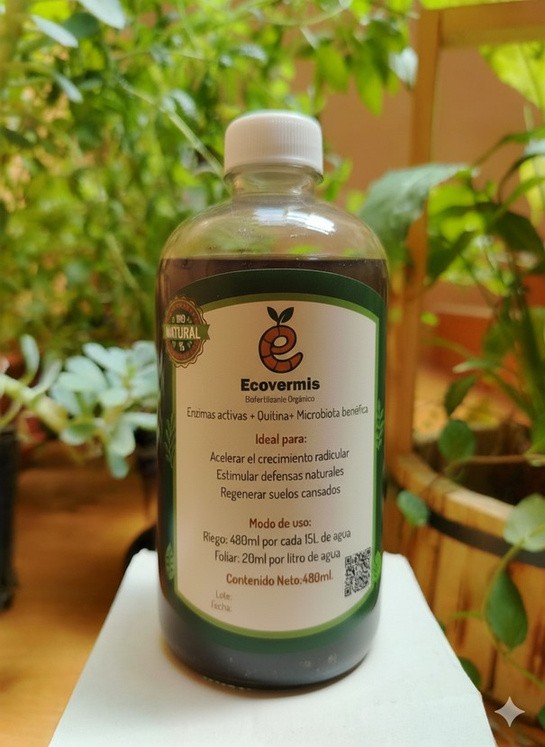 NATURAL
Ecovermis
Biofertilizante Orgánico
Enzimas activas + Quitina+ Microbiota benéfica
Ideal para:
Acelerar el crecimiento radicular
Estimular defensas naturales
Regenerar suelos cansados
Modo de uso:
Riego: 480ml por cada 15L de agua
Foliar: 20ml por litro de agua
Contenido Neto:480ml.
Lote:
Fecha: